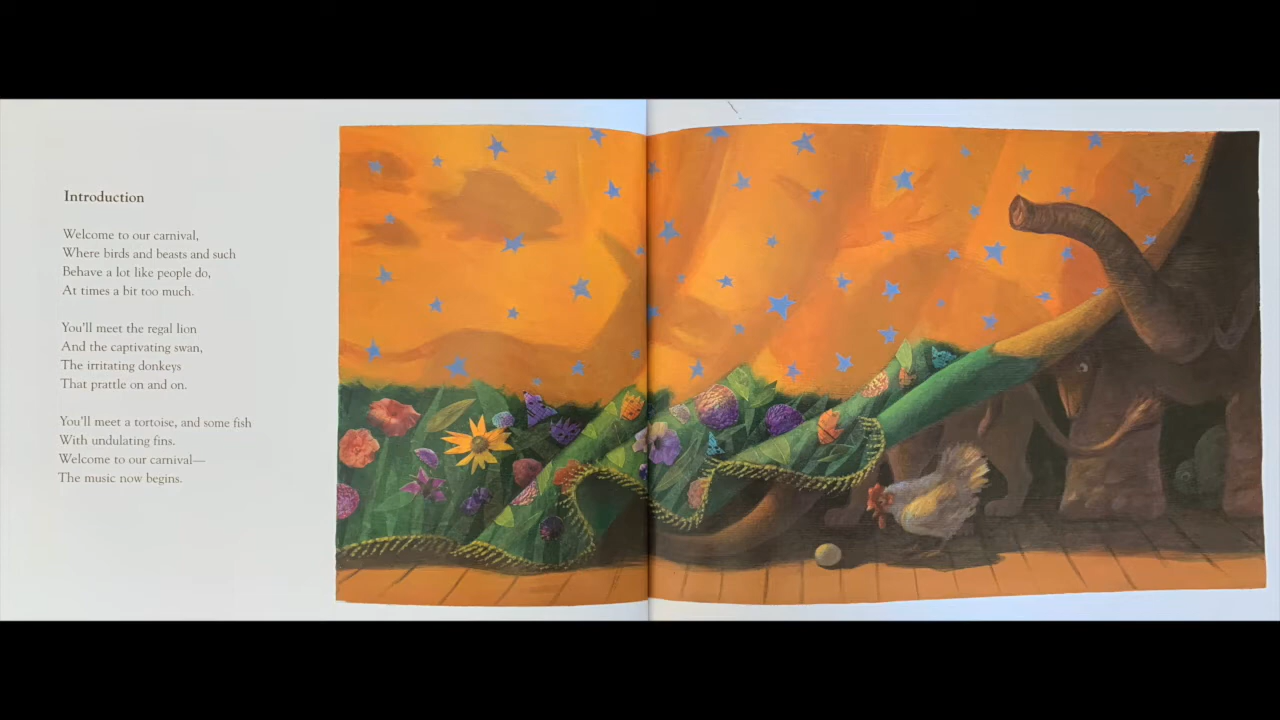 Introduction
Welcome to our carnival,
Where birds and beasts and such
Behave a lot like people do,
At times a bit too much.
You'll meet the regal lion
And the captivating swan,
The irritating donkeys
That prattle on and on.
You'll meet a tortoise, and some fish
With undulating fins.
Welcome to our carnival—
The music now begins.